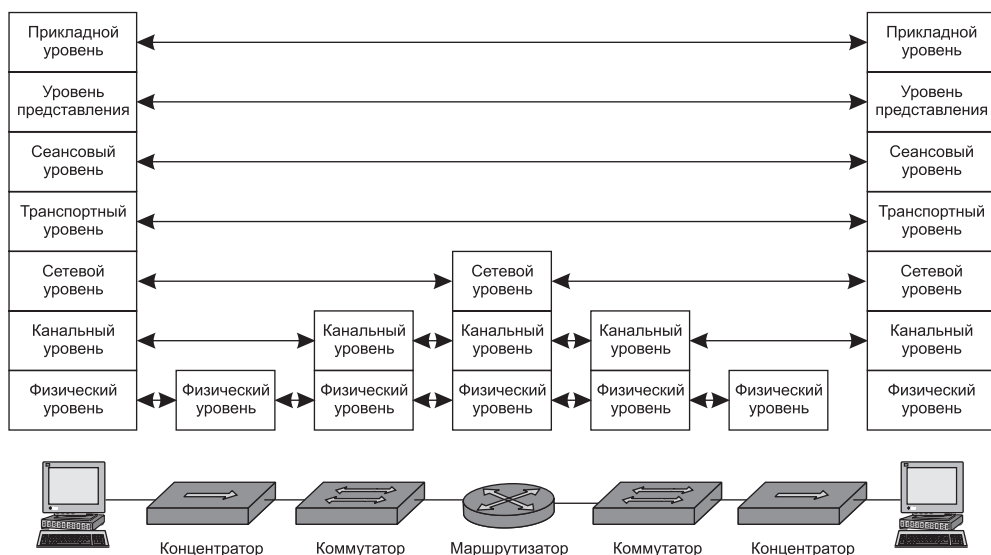 Прикладной
уровень
Прикладной
уровень
Уровень
представления
Уровень
представления
Сеансовый
уровень
Сеансовый
уровень
Транспортный
уровень
Транспортный
уровень
Сетевой
уровень
Сетевой
уровень
Сетевой
уровень
Канальный
уровень
Канальный
уровень
Канальный
уровень
Канальный
уровень
Канальный
уровень
Физический
уровень
Физический
уровень
Физический
уровень
Физический
уровень
Физический
уровень
Физический
уровень
Физический
уровень
Концентратор
Коммутатор
Маршрутизатор
Коммутатор
Концентратор